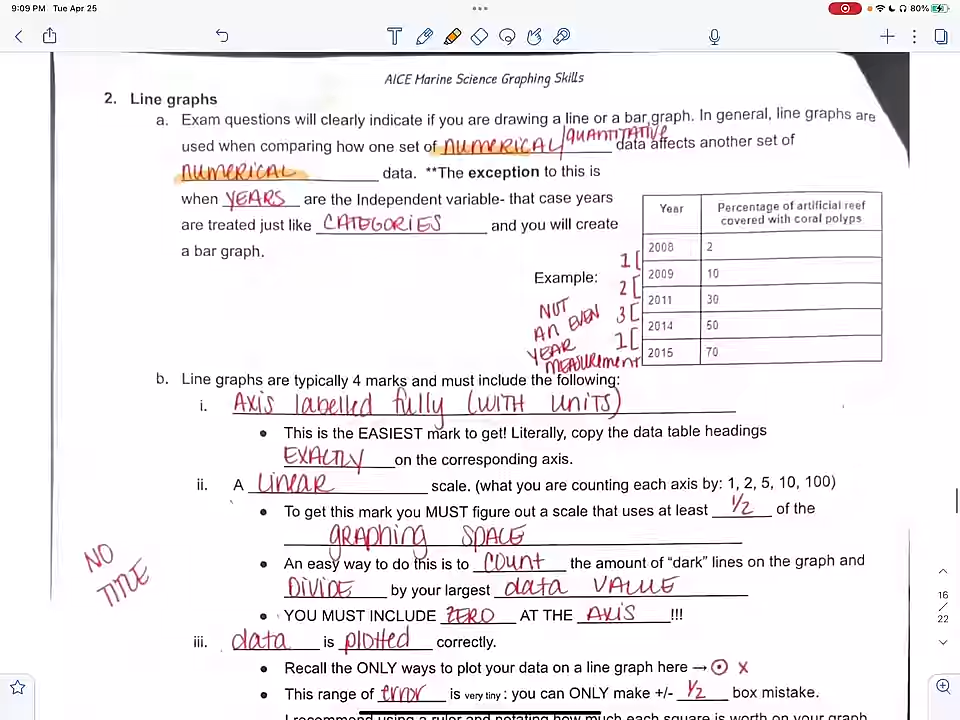 9:09 PM Tue Apr 25
80%
AICE Marine Science Graphing Skills
2. Line graphs
a. Exam questions will clearly indicate if you are drawing a line or a bar graph. In general, line graphs are
used when comparing how one set of NUMERICAL/QUANTITATIVE data affects another set of
NUMERICAL data. **The exception to this is
when YEARS are the Independent variable- that case years
are treated just like CATEGORIES and you will create
a bar graph.
Example:
NOT
AN EVEN
YEAR
MEASUREMENT
1[
2[
3[
1[
Year Percentage of artificial reef
covered with coral polyps
2008 2
2009 10
2011 30
2014 50
2015 70
b. Line graphs are typically 4 marks and must include the following:
i. Axis labelled fully (WITH UNITS)
• This is the EASIEST mark to get! Literally, copy the data table headings
EXACTLY on the corresponding axis.
ii. A LINEAR scale. (what you are counting each axis by: 1, 2, 5, 10, 100)
• To get this mark you MUST figure out a scale that uses at least 1/2 of the
graphing SPACE
• An easy way to do this is to COUNT the amount of “dark” lines on the graph and
DIVIDE by your largest data VALUE
• YOU MUST INCLUDE ZERO AT THE AXIS !!!
NO
TITLE
iii. data is plotted correctly.
• Recall the ONLY ways to plot your data on a line graph here → ⊙ x
• This range of error is very tiny : you can ONLY make +/- 1/2 box mistake.
16
/
22